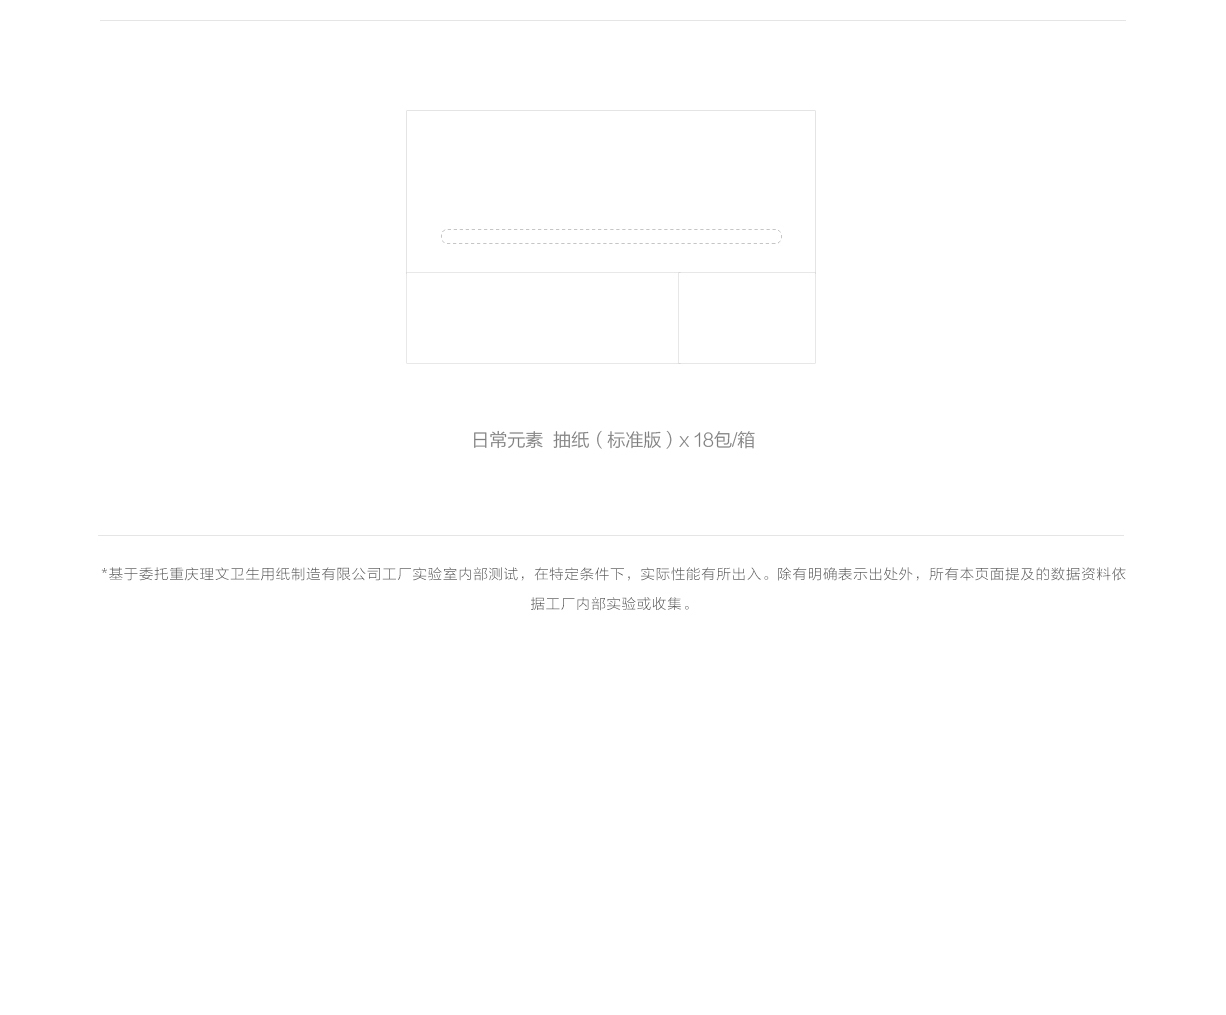 日常元素 抽纸（标准版）x 18包/箱
*基于委托重庆理文卫生用纸制造有限公司工厂实验室内部测试，在特定条件下，实际性能有所出入。除有明确表示出处外，所有本页面提及的数据资料依
据工厂内部实验或收集。